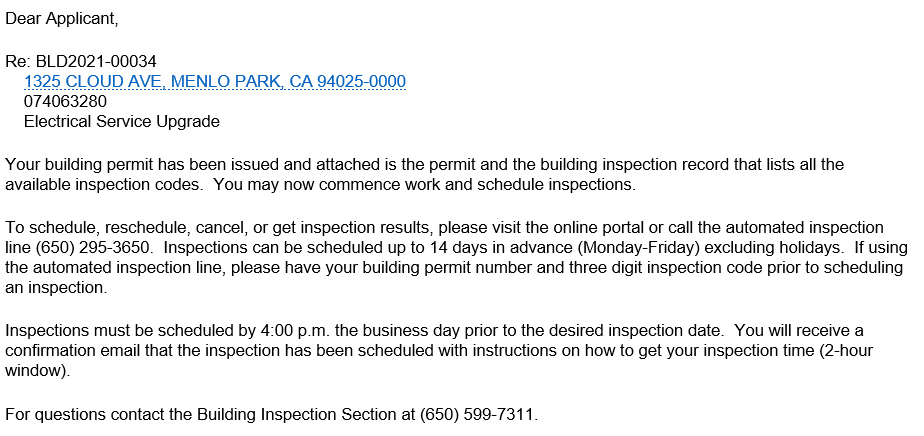 Dear Applicant,
Re: BLD2021-00034
1325 CLOUD AVE, MENLO PARK, CA 94025-0000
074063280
Electrical Service Upgrade
Your building permit has been issued and attached is the permit and the building inspection record that lists all the
available inspection codes.  You may now commence work and schedule inspections.
To schedule, reschedule, cancel, or get inspection results, please visit the online portal or call the automated inspection
line (650) 295-3650.  Inspections can be scheduled up to 14 days in advance (Monday-Friday) excluding holidays.  If using
the automated inspection line, please have your building permit number and three digit inspection code prior to scheduling
an inspection.
Inspections must be scheduled by 4:00 p.m. the business day prior to the desired inspection date.  You will receive a
confirmation email that the inspection has been scheduled with instructions on how to get your inspection time (2-hour
window).
For questions contact the Building Inspection Section at (650) 599-7311.